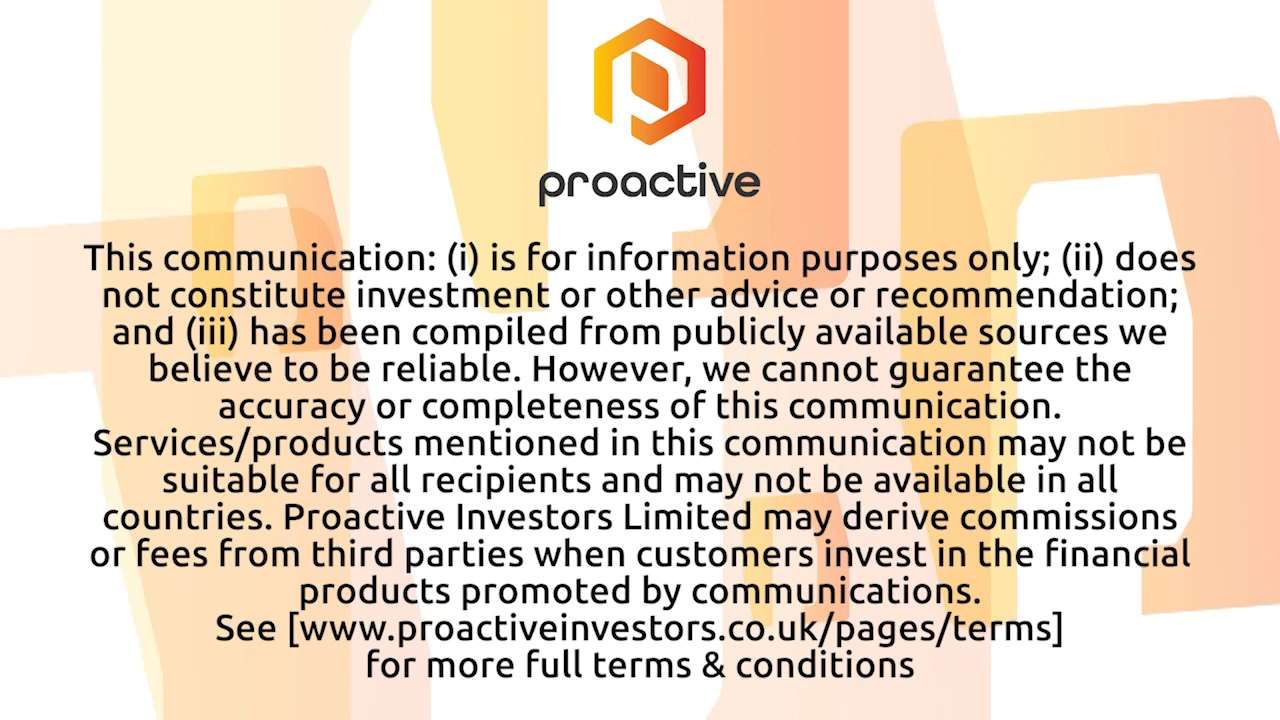 proactive
This communication: (i) is for information purposes only; (ii) does
not constitute investment or other advice or recommendation;
and (iii) has been compiled from publicly available sources we
believe to be reliable. However, we cannot guarantee the
accuracy or completeness of this communication.
Services/products mentioned in this communication may not be
suitable for all recipients and may not be available in all
countries. Proactive Investors Limited may derive commissions
or fees from third parties when customers invest in the financial
products promoted by communications.
See [www.proactiveinvestors.co.uk/pages/terms]
for more full terms & conditions